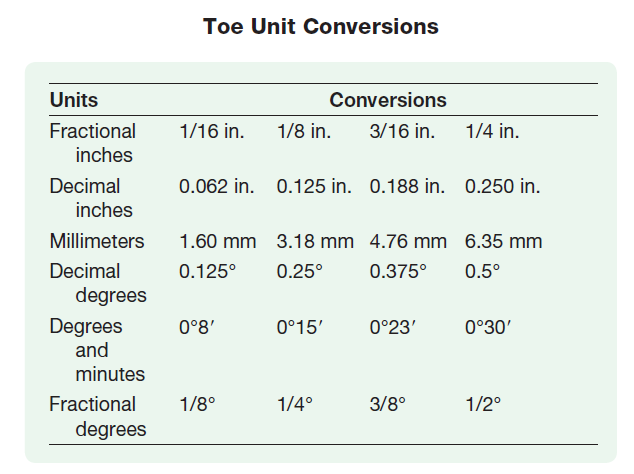 Toe Unit Conversions
Units Conversions
Fractional 1/16 in. 1/8 in. 3/16 in. 1/4 in.
inches
Decimal 0.062 in. 0.125 in. 0.188 in. 0.250 in.
inches
Millimeters 1.60 mm 3.18 mm 4.76 mm 6.35 mm
Decimal 0.125° 0.25° 0.375° 0.5°
degrees
Degrees 0°8′ 0°15′ 0°23′ 0°30′
and
minutes
Fractional 1/8° 1/4° 3/8° 1/2°
degrees